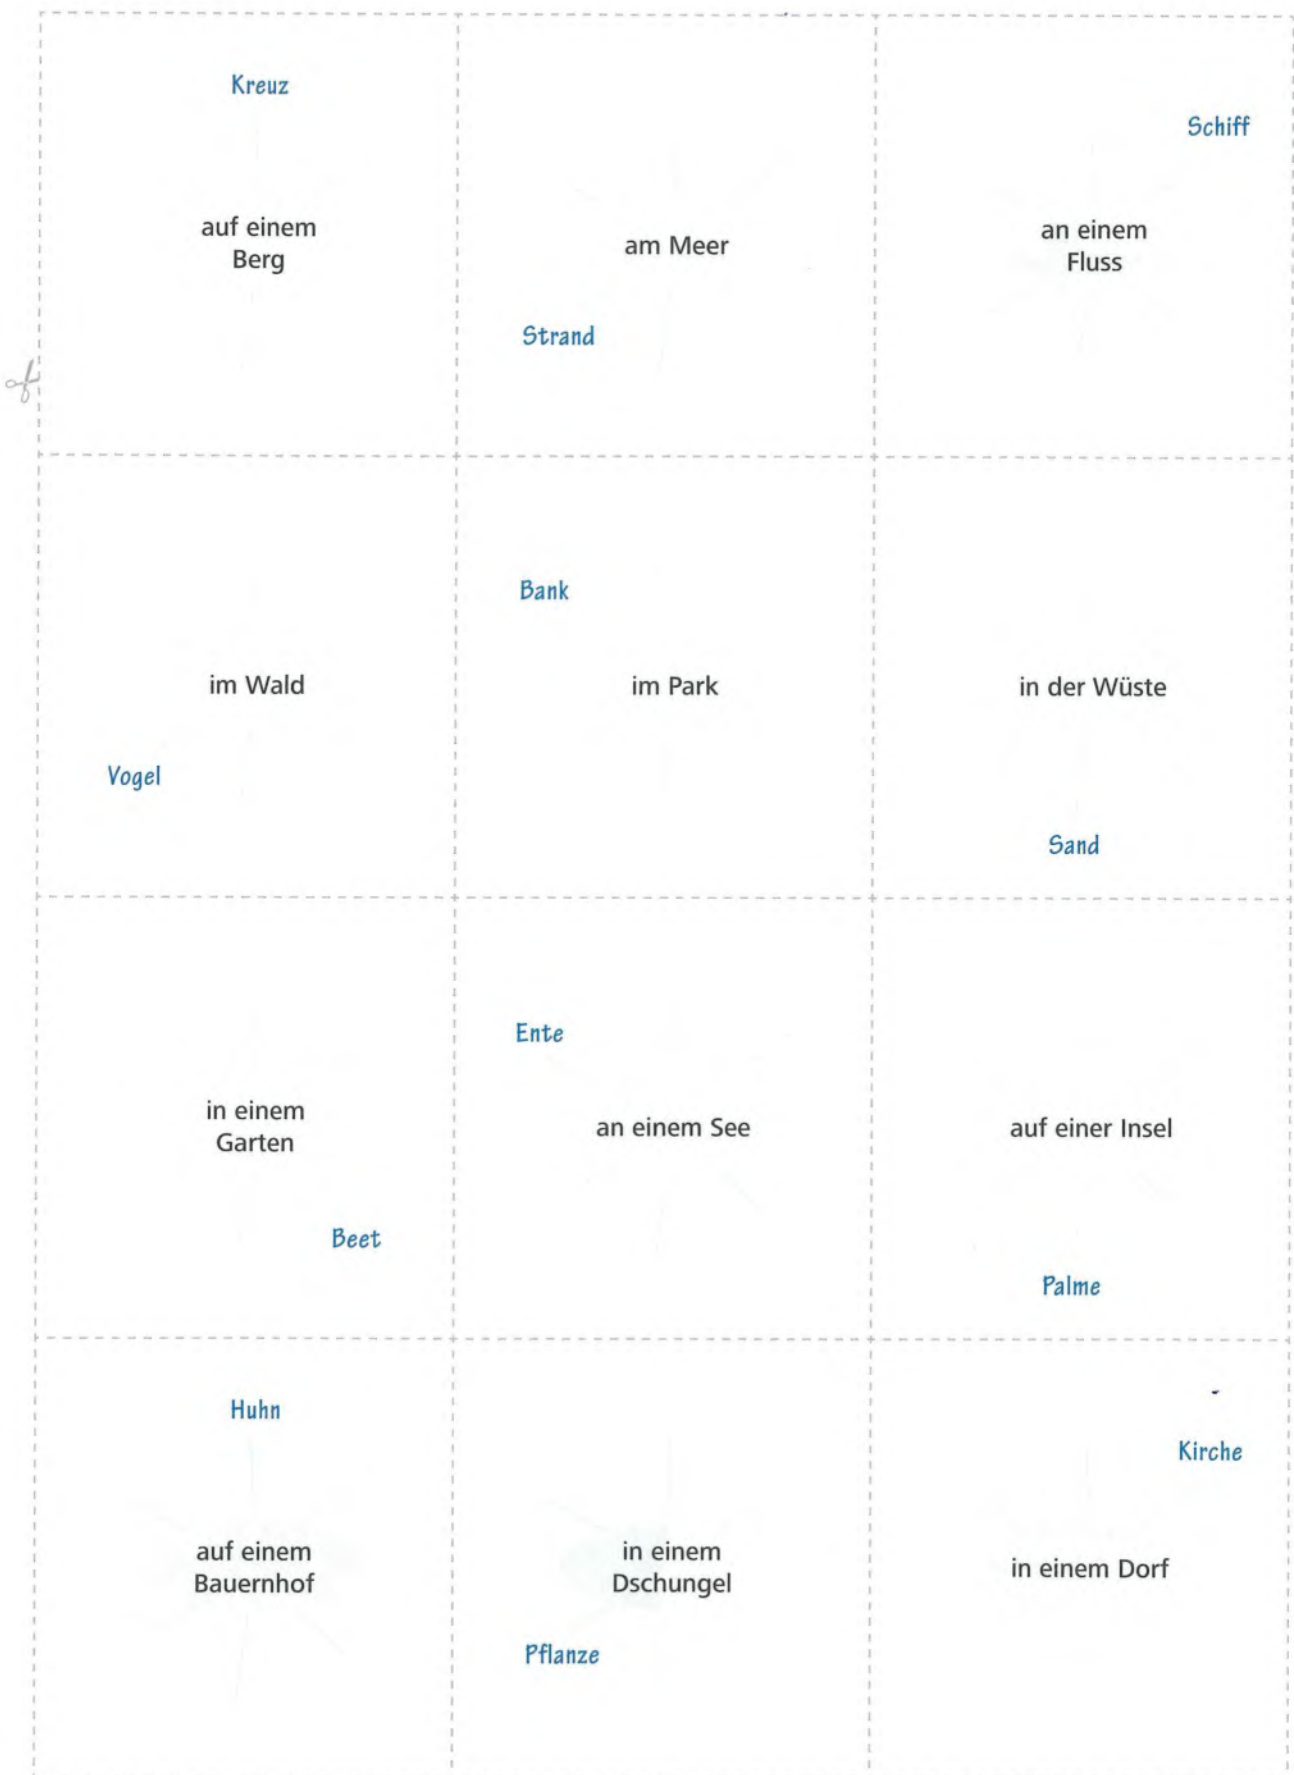 Kreuz
auf einem
Berg
am Meer
Strand
Schiff
an einem
Fluss
im Wald
Vogel
Bank
im Park
in der Wüste
Sand
in einem
Garten
Beet
Ente
an einem See
auf einer Insel
Palme
Huhn
auf einem
Bauernhof
in einem
Dschungel
Pflanze
Kirche
in einem Dorf